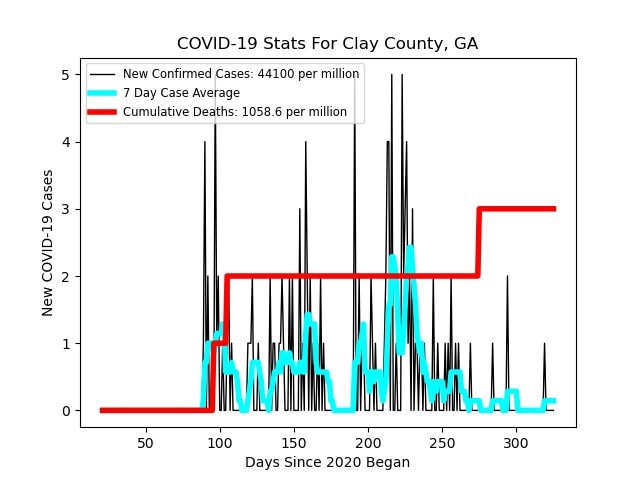 COVID-19 Stats For Clay County, GA
New Confirmed Cases: 44100 per million
7 Day Case Average
Cumulative Deaths: 1058.6 per million
New COVID-19 Cases
5
4
3
2
1
0
50 100 150 200 250 300
Days Since 2020 Began